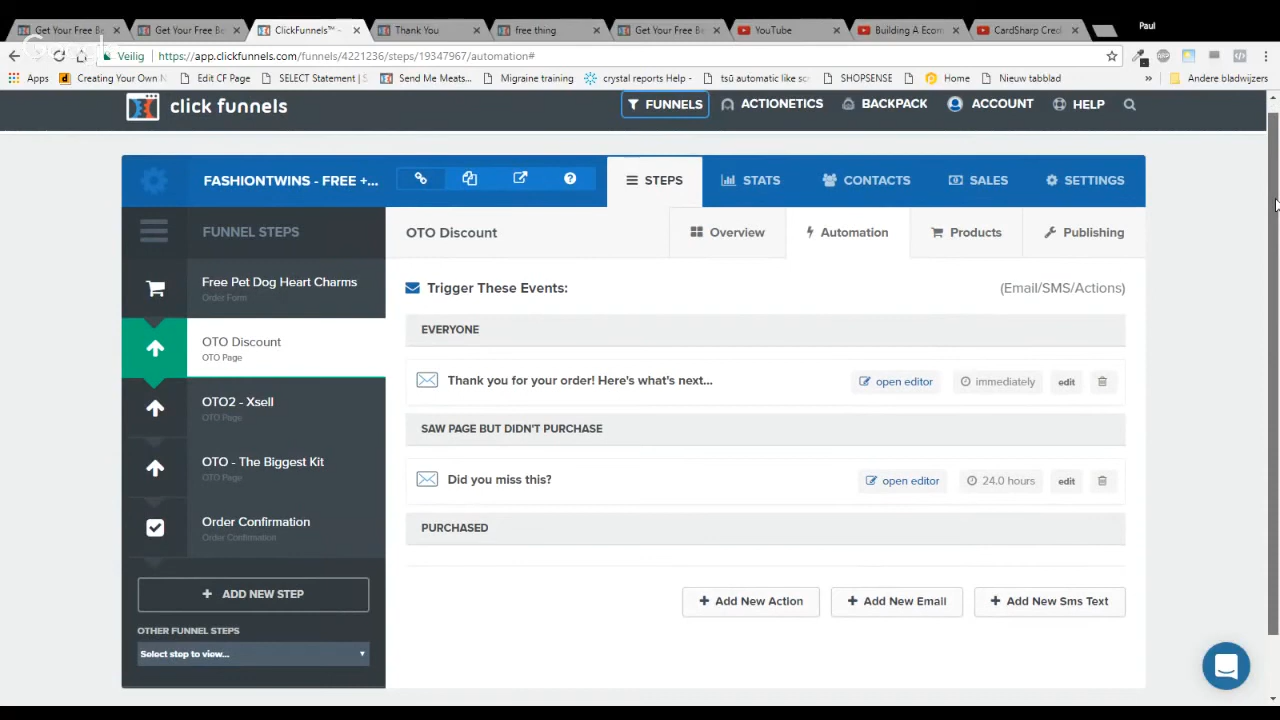 Get Your Free Be
Get Your Free Be
ClickFunnels™ -
Thank You
free thing
Get Your Free Be
YouTube
Building A Ecom
CardSharp Cred
Paul
Veilig
https://app.clickfunnels.com/funnels/4221236/steps/19347967/automation#
Apps
Creating Your Own N
Edit CF Page
SELECT Statement (
Send Me Meats...
Migraine training
crystal reports Help -
automatic like sc
SHOPSENSE
Home
Nieuw tabblad
»
Andere bladwijzers
click funnels
FUNNELS
ACTIONETICS
BACKPACK
ACCOUNT
HELP
FASHIONTWINS - FREE +...
STEPS
STATS
CONTACTS
SALES
SETTINGS
FUNNEL STEPS
OTO Discount
Overview
Automation
Products
Publishing
Free Pet Dog Heart Charms
Order Form
OTO Discount
OTO Page
OTO2 - Xsell
OTO Page
OTO - The Biggest Kit
OTO Page
Order Confirmation
Order Confirmation
+ ADD NEW STEP
OTHER FUNNEL STEPS
Select step to view...
Trigger These Events:
(Email/SMS/Actions)
EVERYONE
Thank you for your order! Here's what's next...
open editor
immediately
edit
SAW PAGE BUT DIDN'T PURCHASE
Did you miss this?
open editor
24.0 hours
edit
PURCHASED
+ Add New Action
+ Add New Email
+ Add New Sms Text